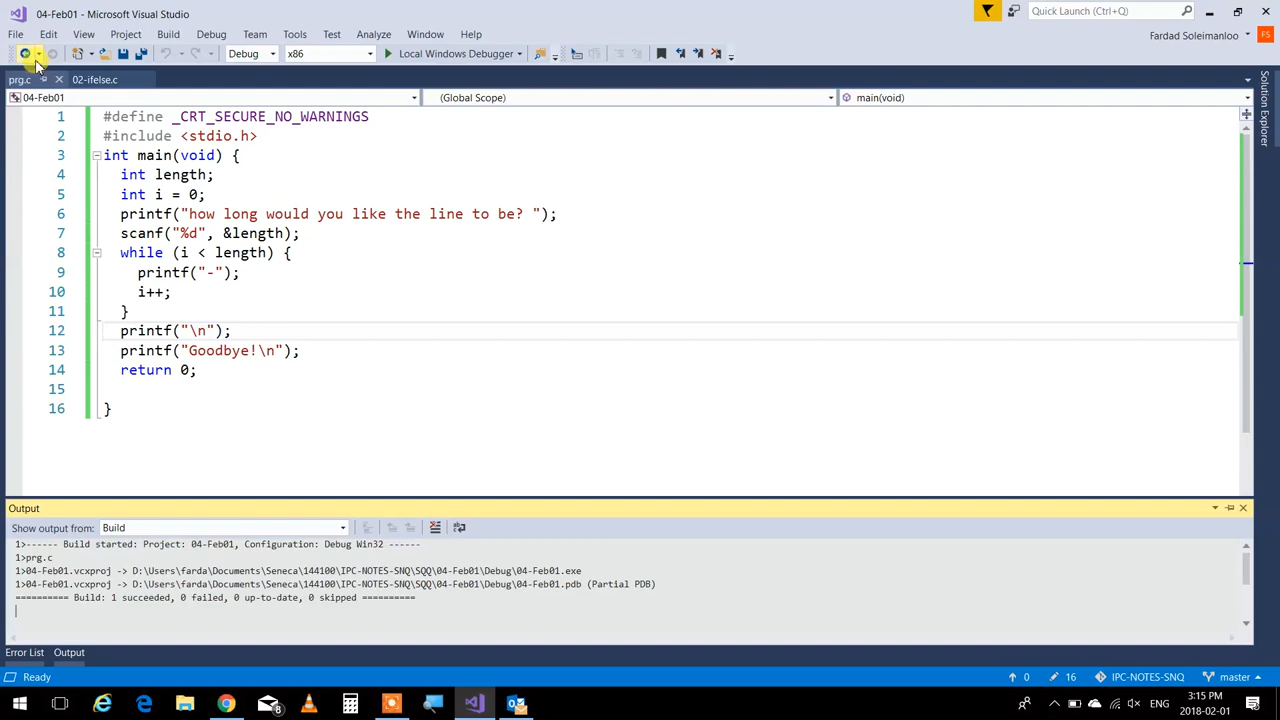 04-Feb01 - Microsoft Visual Studio
Quick Launch (Ctrl+Q)
File Edit View Project Build Debug Team Tools Test Analyze Window Help
Fardad Soleimanloo FS
Debug x86 Local Windows Debugger
prg.c 02-ifelse.c
04-Feb01 (Global Scope) main(void)
1 #define _CRT_SECURE_NO_WARNINGS
2 #include <stdio.h>
3 int main(void) {
4 int length;
5 int i = 0;
6 printf("how long would you like the line to be? ");
7 scanf("%d", &length);
8 while (i < length) {
9 printf("-");
10 i++;
11 }
12 printf("\n");
13 printf("Goodbye!\n");
14 return 0;
15
16 }
Solution Explorer
Output
Show output from: Build
1>------ Build started: Project: 04-Feb01, Configuration: Debug Win32 ------
1>prg.c
1>04-Feb01.vcxproj -> D:\Users\farda\Documents\Seneca\144100\IPC-NOTES-SNQ\SQQ\04-Feb01\Debug\04-Feb01.exe
1>04-Feb01.vcxproj -> D:\Users\farda\Documents\Seneca\144100\IPC-NOTES-SNQ\SQQ\04-Feb01\Debug\04-Feb01.pdb (Partial PDB)
========== Build: 1 succeeded, 0 failed, 0 up-to-date, 0 skipped ==========
Error List Output
Ready 0 16 IPC-NOTES-SNQ master
8
3:15 PM
2018-02-01